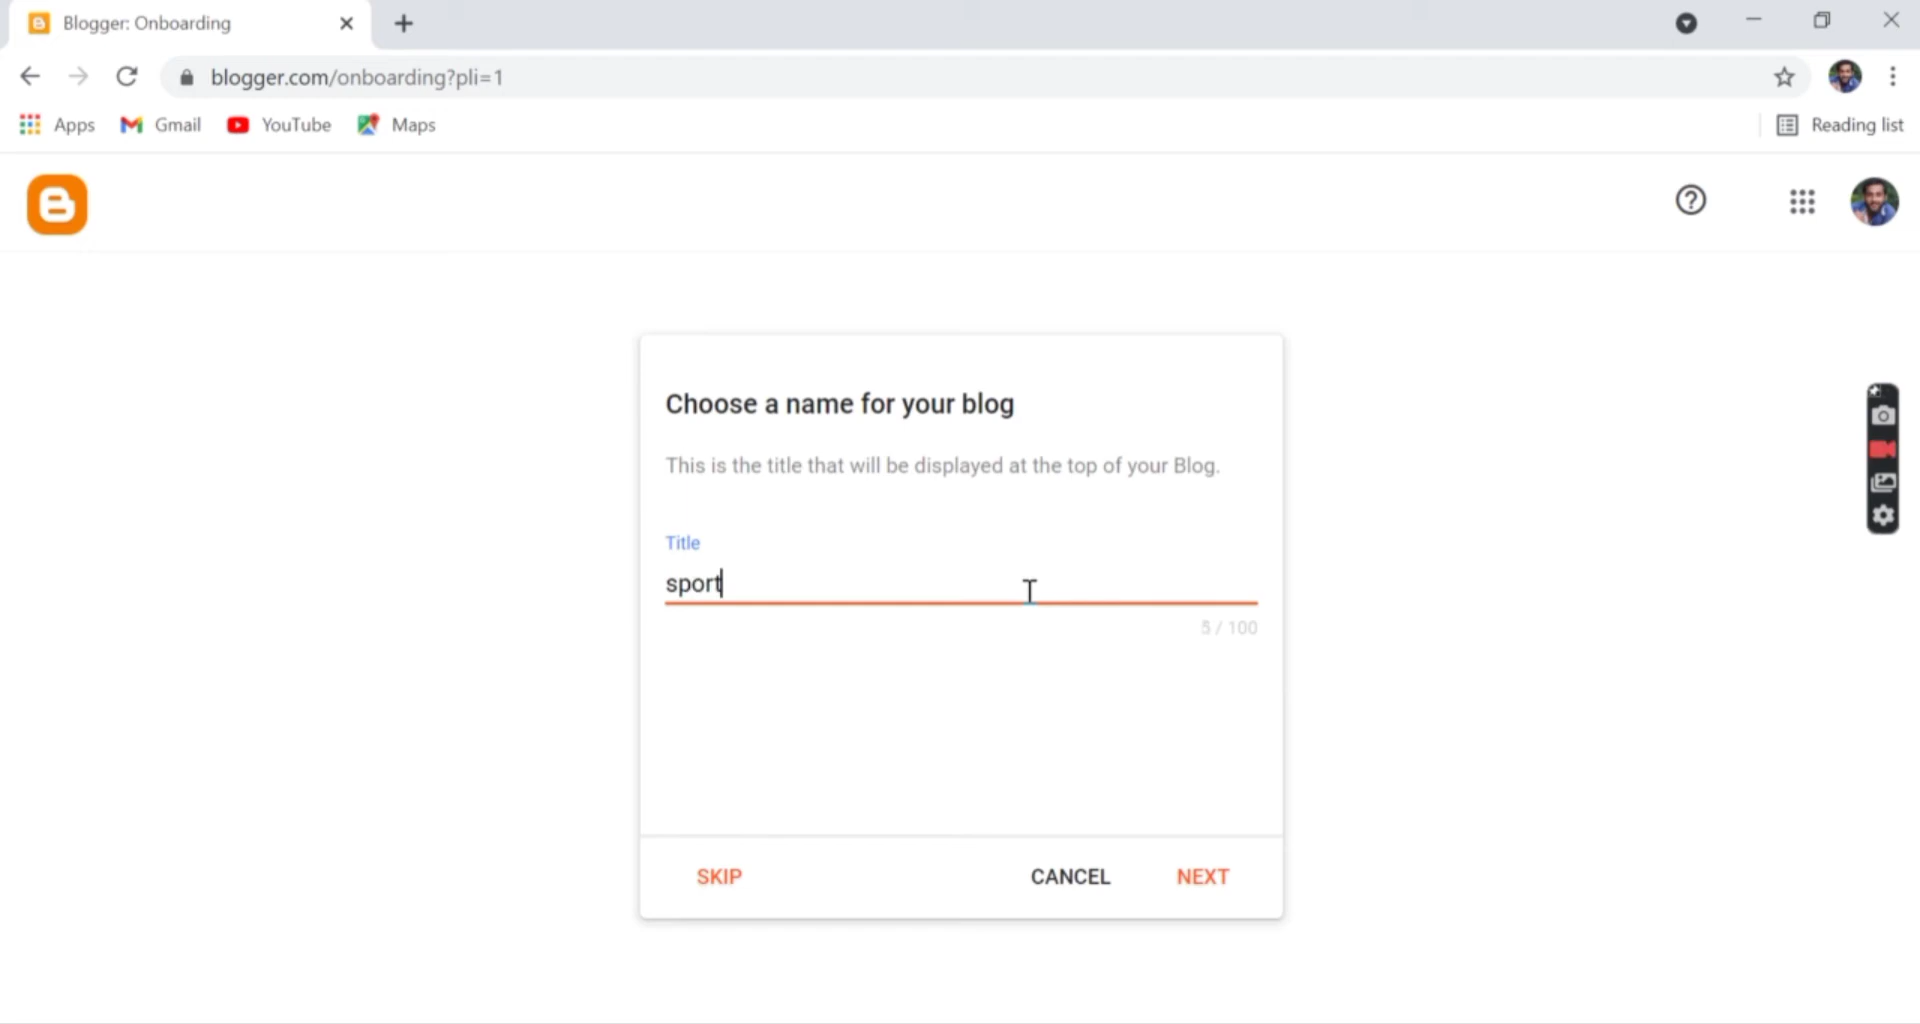 Blogger: Onboarding
blogger.com/onboarding?pli=1
Apps Gmail YouTube Maps Reading list
Choose a name for your blog
This is the title that will be displayed at the top of your Blog.
Title
sport
5 / 100
SKIP CANCEL NEXT